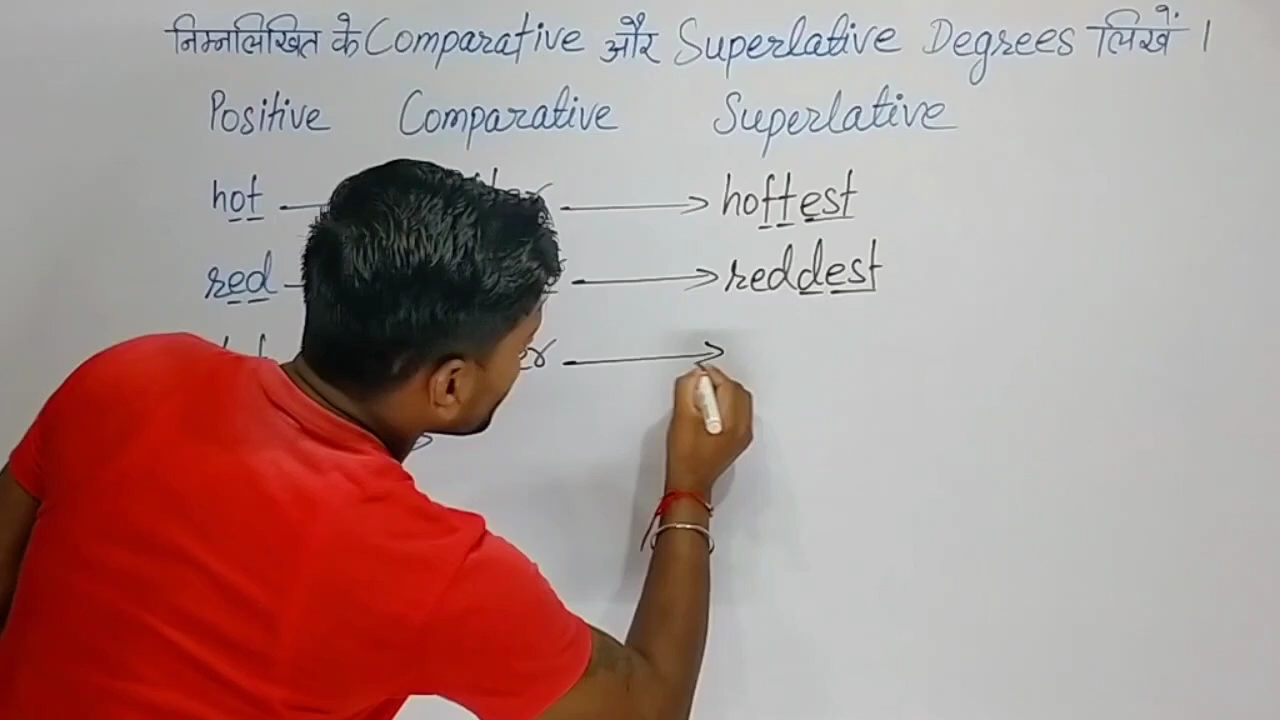 निम्नलिखित के Comparative और Superlative Degrees लिखें ।
Positive Comparative Superlative
hot hottest
red reddest